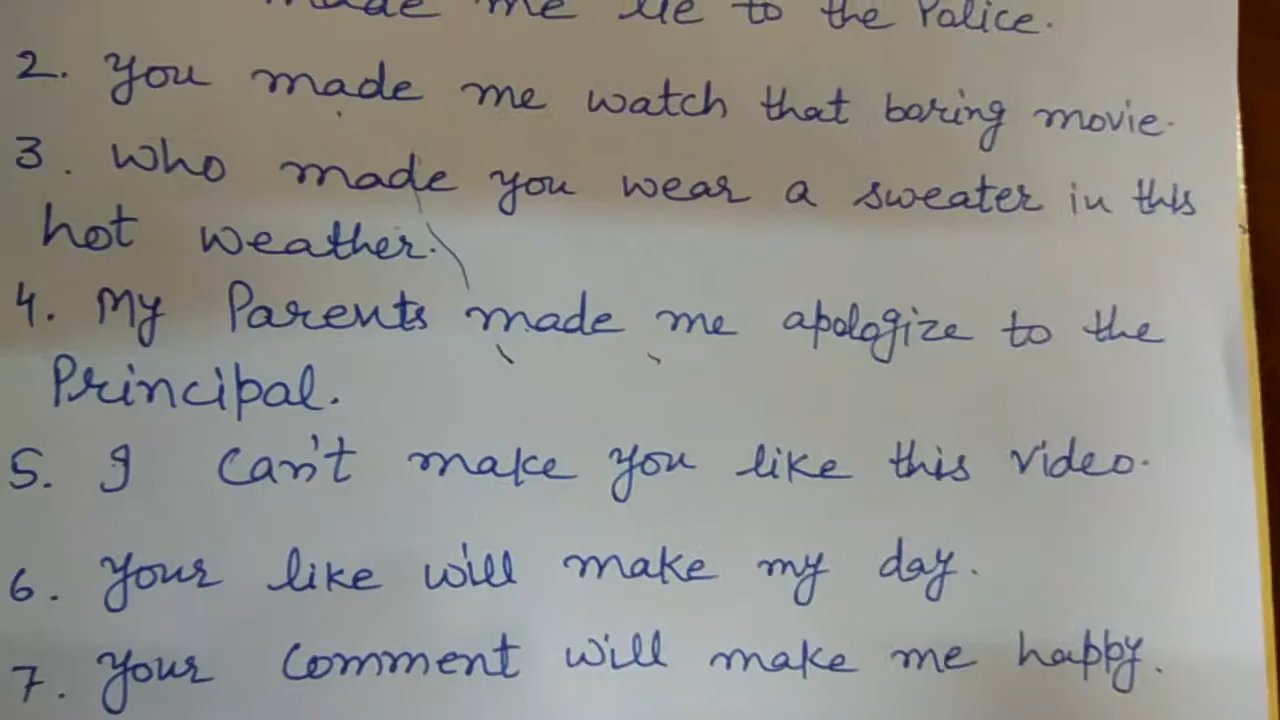 made me lie to the Police.
2. you made me watch that boring movie.
3. Who made you wear a sweater in this
hot weather.
4. My Parents made me apologize to the
Principal.
5. I can't make you like this video.
6. Your like will make my day.
7. Your comment will make me happy.